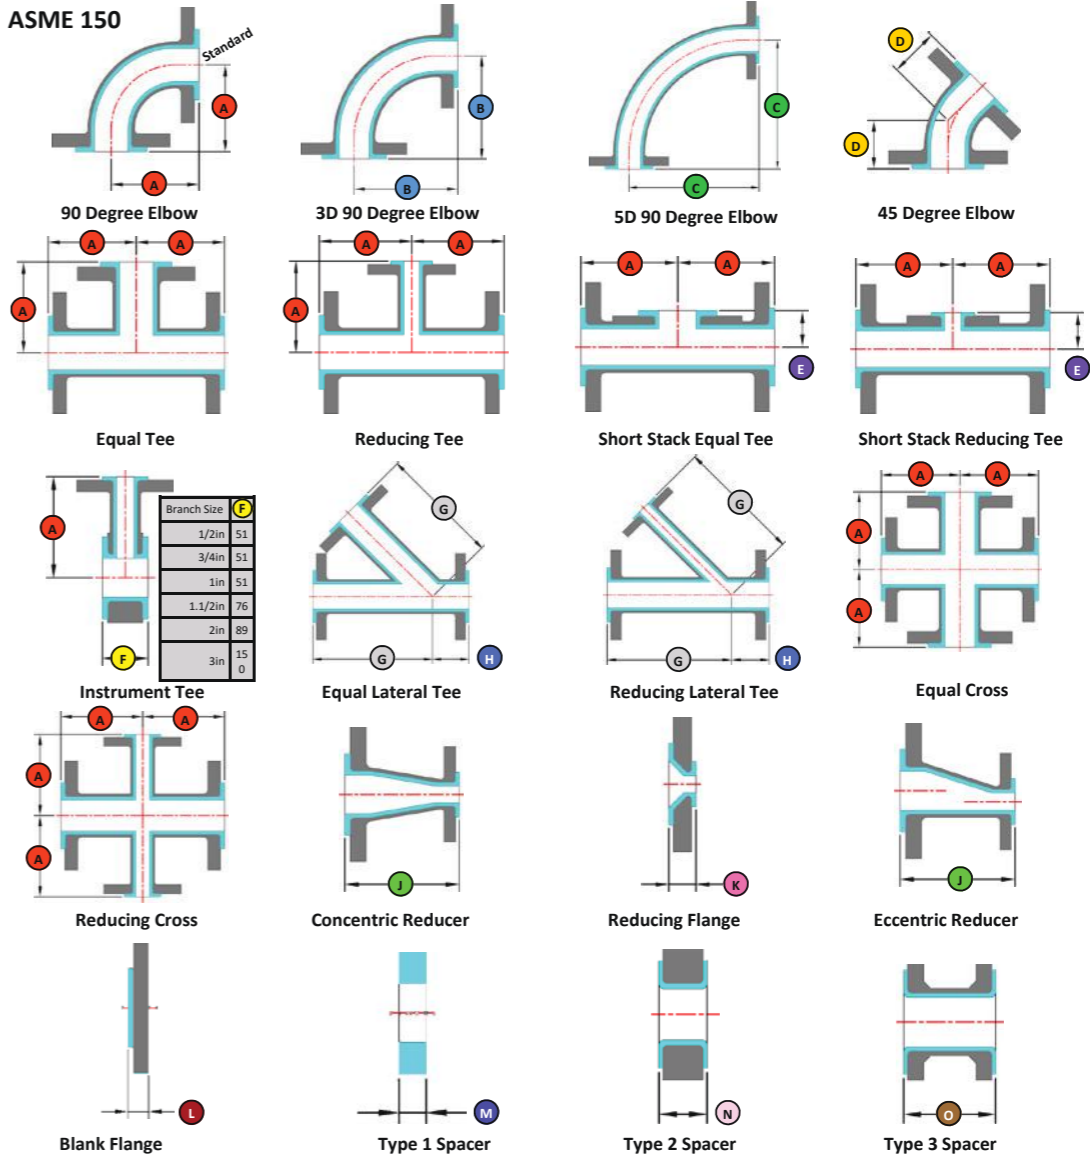 ASME 150
Standard
A
A
B
B
C
C
D
D
90 Degree Elbow
3D 90 Degree Elbow
5D 90 Degree Elbow
45 Degree Elbow
A A
A
A A
A
A A
E
A A
E
Equal Tee
Reducing Tee
Short Stack Equal Tee
Short Stack Reducing Tee
A
F
Branch Size F
1/2in 51
3/4in 51
1in 51
1.1/2in 76
2in 89
3in 15
0
G
G H
G
G H
A A
A
A
Instrument Tee
Equal Lateral Tee
Reducing Lateral Tee
Equal Cross
A A
A
A
J
K
J
Reducing Cross
Concentric Reducer
Reducing Flange
Eccentric Reducer
L
M
N
O
Blank Flange
Type 1 Spacer
Type 2 Spacer
Type 3 Spacer